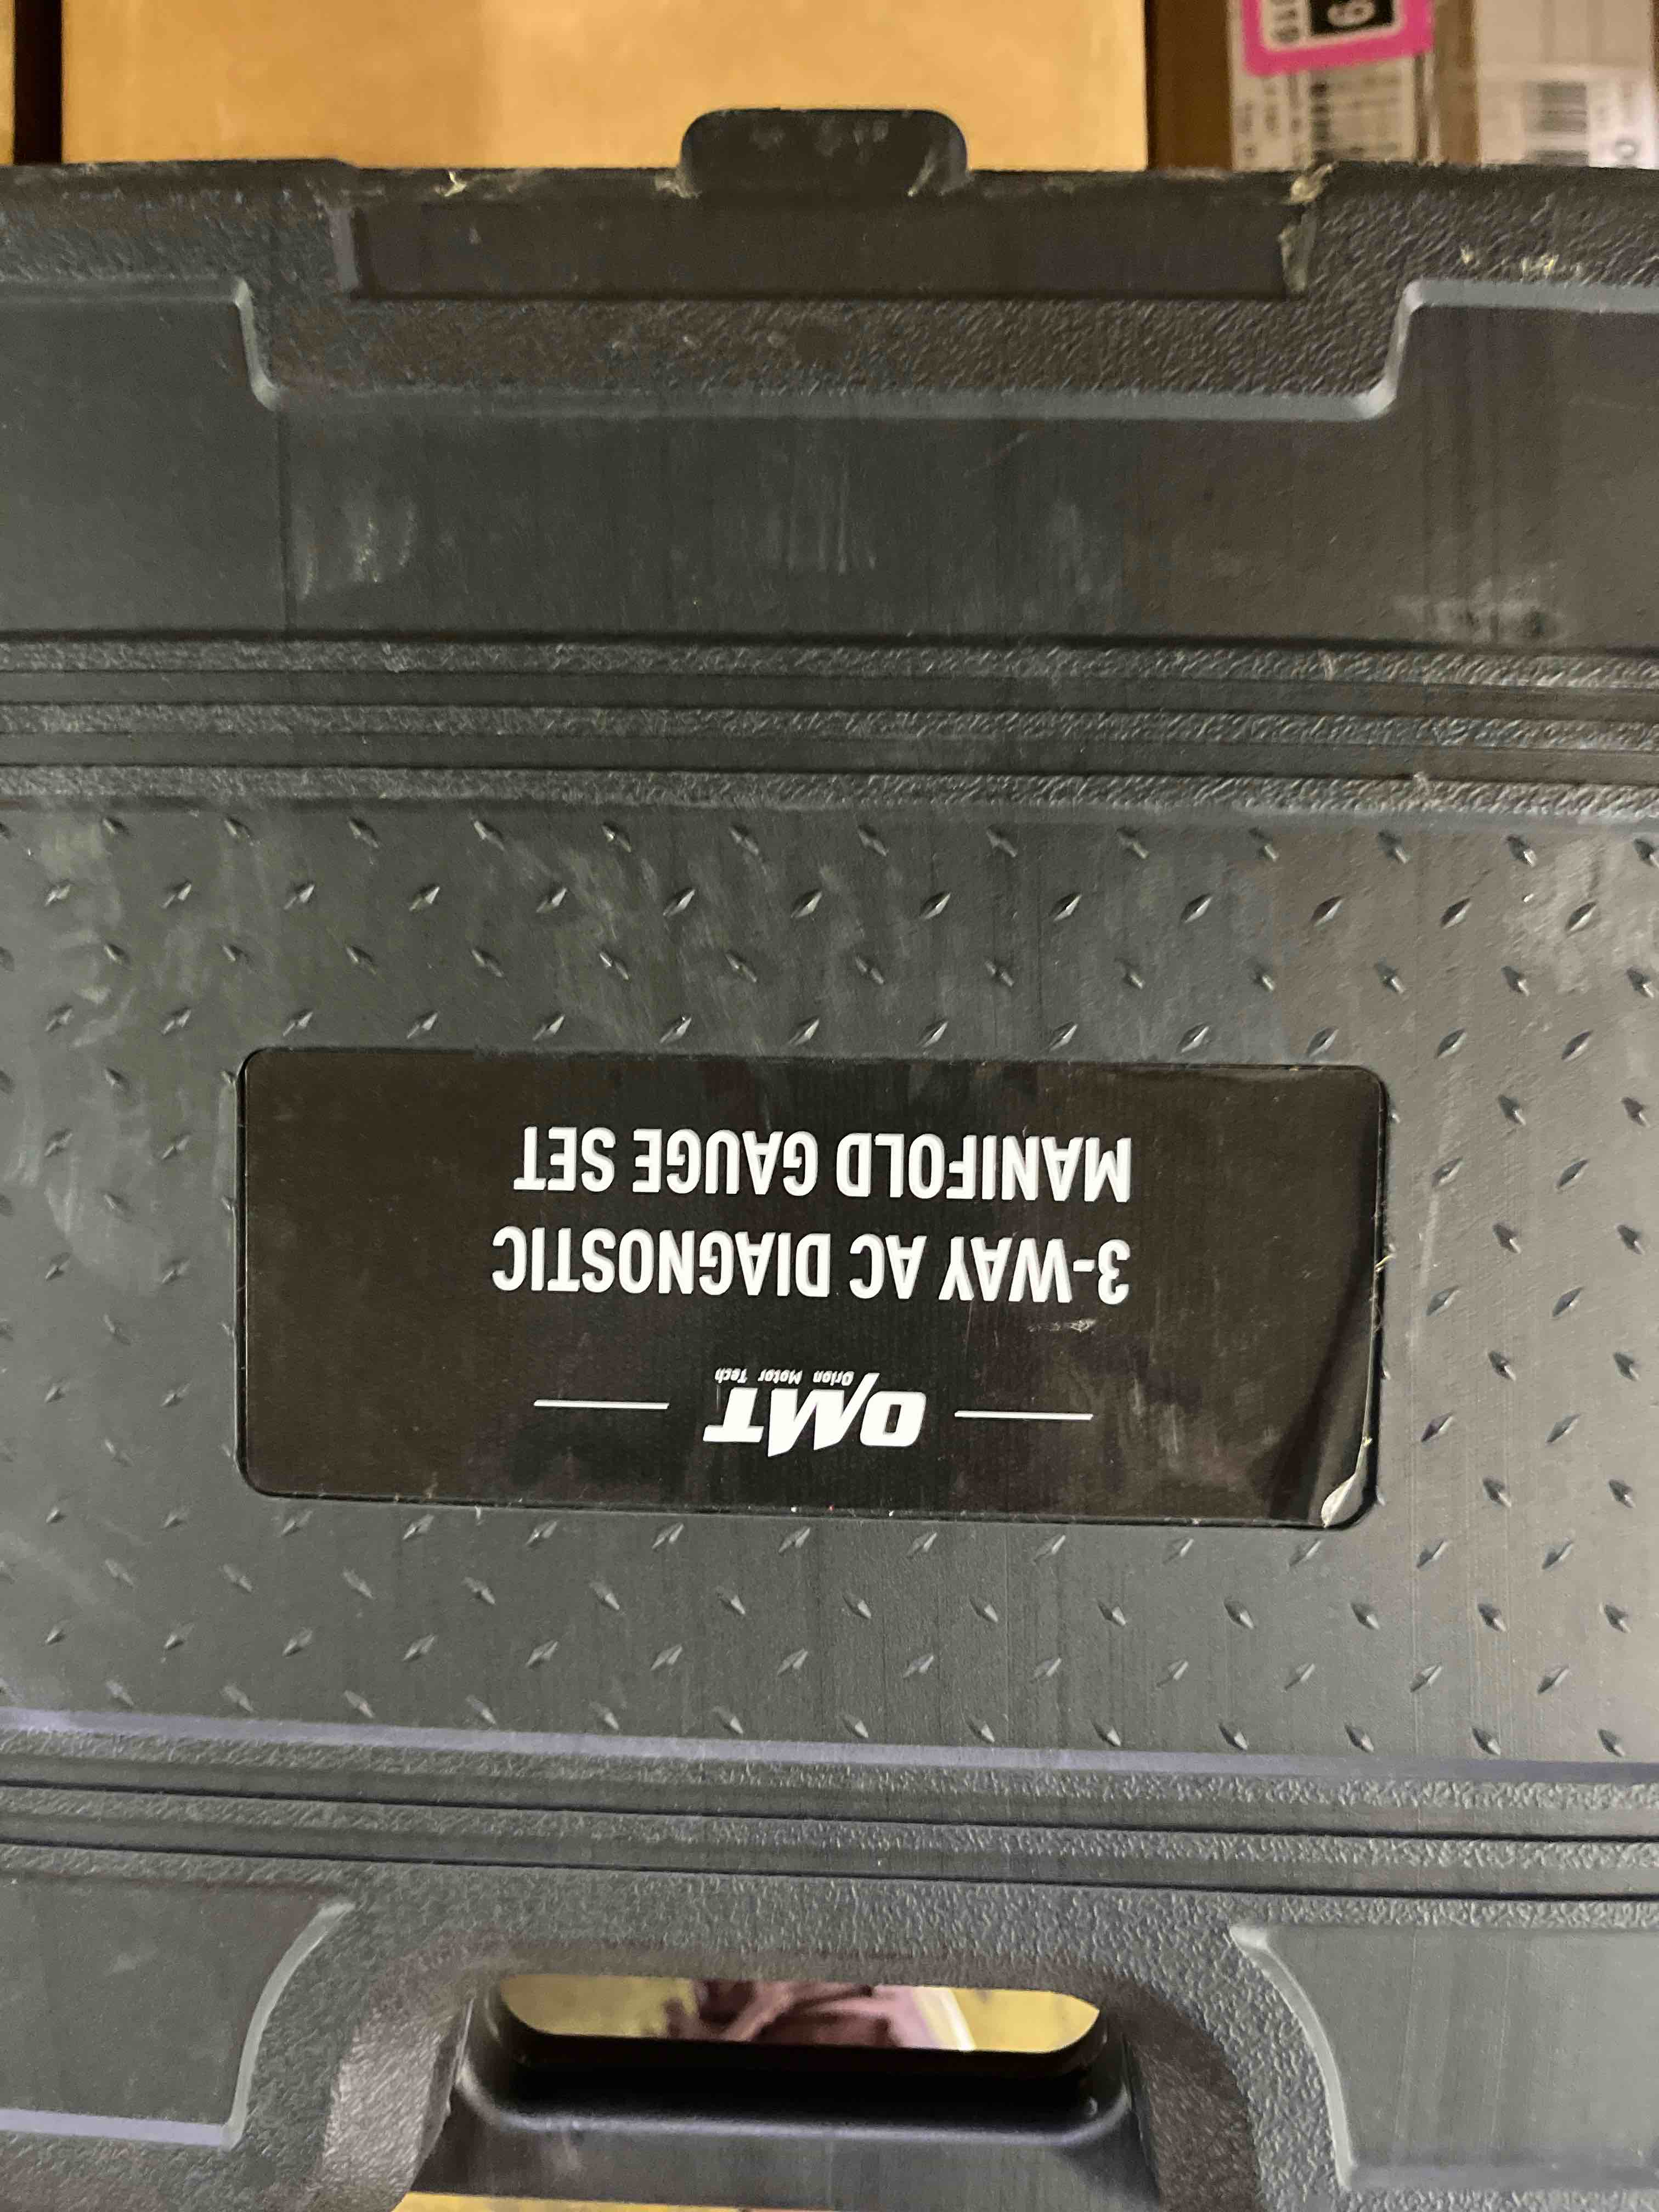 OMT
Orion Motor Tech
3-WAY AC DIAGNOSTIC
MANIFOLD GAUGE SET